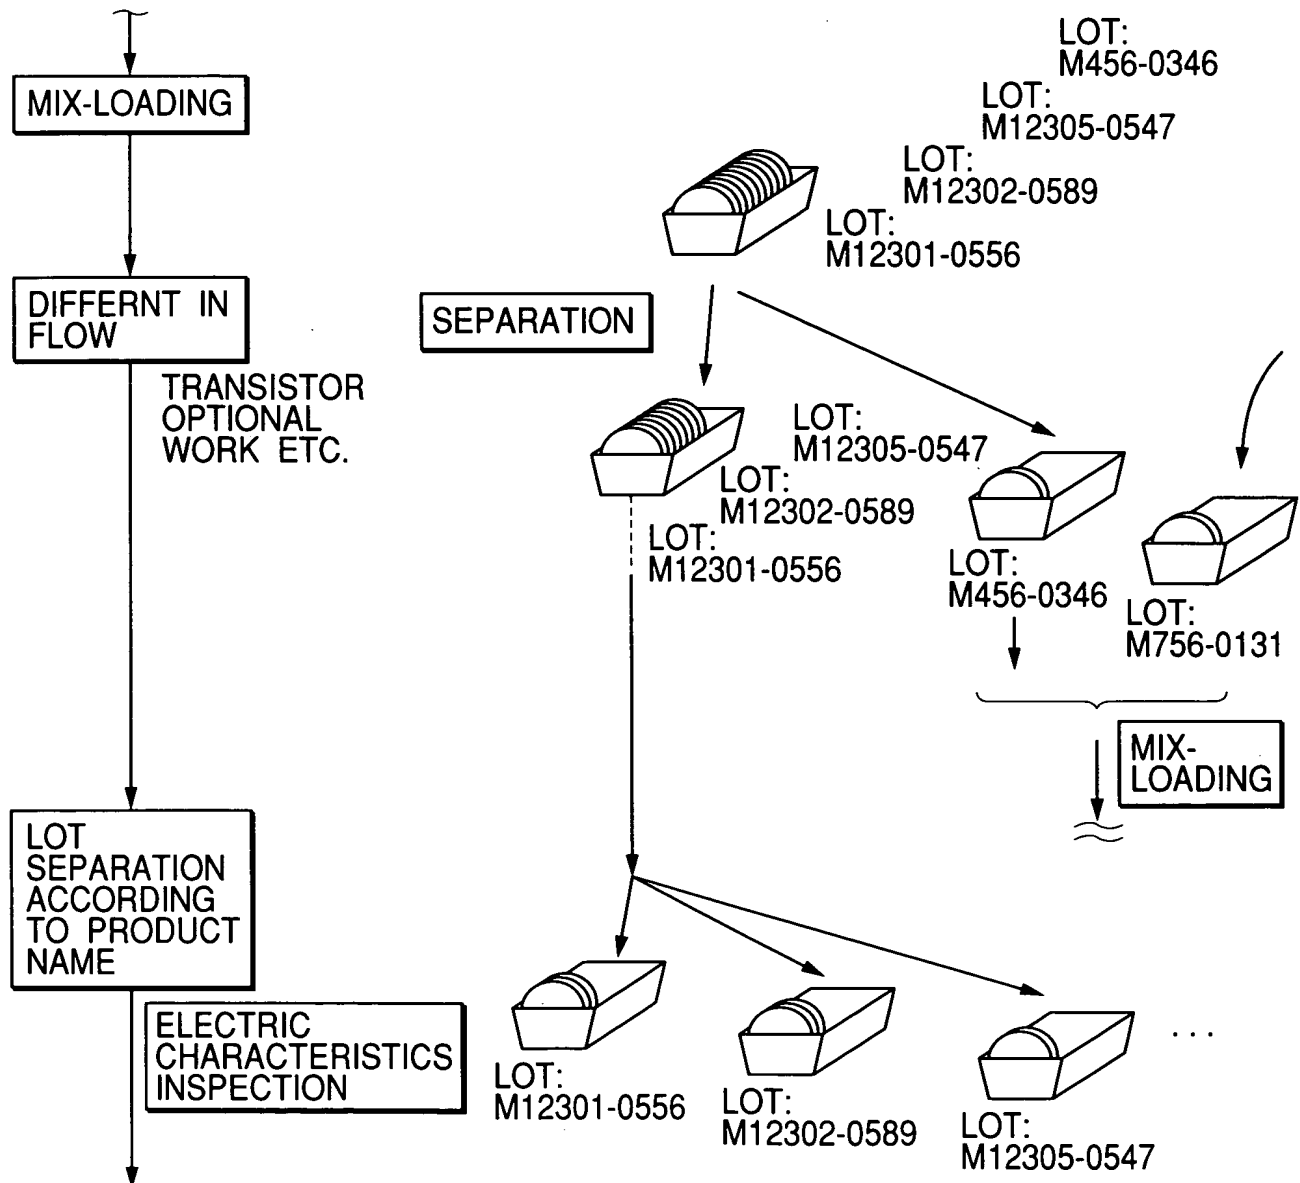 LOT:
M456-0346
MIX-LOADING
LOT:
M12305-0547
LOT:
M12302-0589
LOT:
M12301-0556
DIFFERNT IN
FLOW
SEPARATION
TRANSISTOR
OPTIONAL
WORK ETC.
LOT:
M12305-0547
LOT:
M12302-0589
LOT:
M12301-0556
LOT:
M456-0346
LOT:
M756-0131
MIX-
LOADING
LOT
SEPARATION
ACCORDING
TO PRODUCT
NAME
ELECTRIC
CHARACTERISTICS
INSPECTION
LOT:
M12301-0556
LOT:
M12302-0589
LOT:
M12305-0547
...